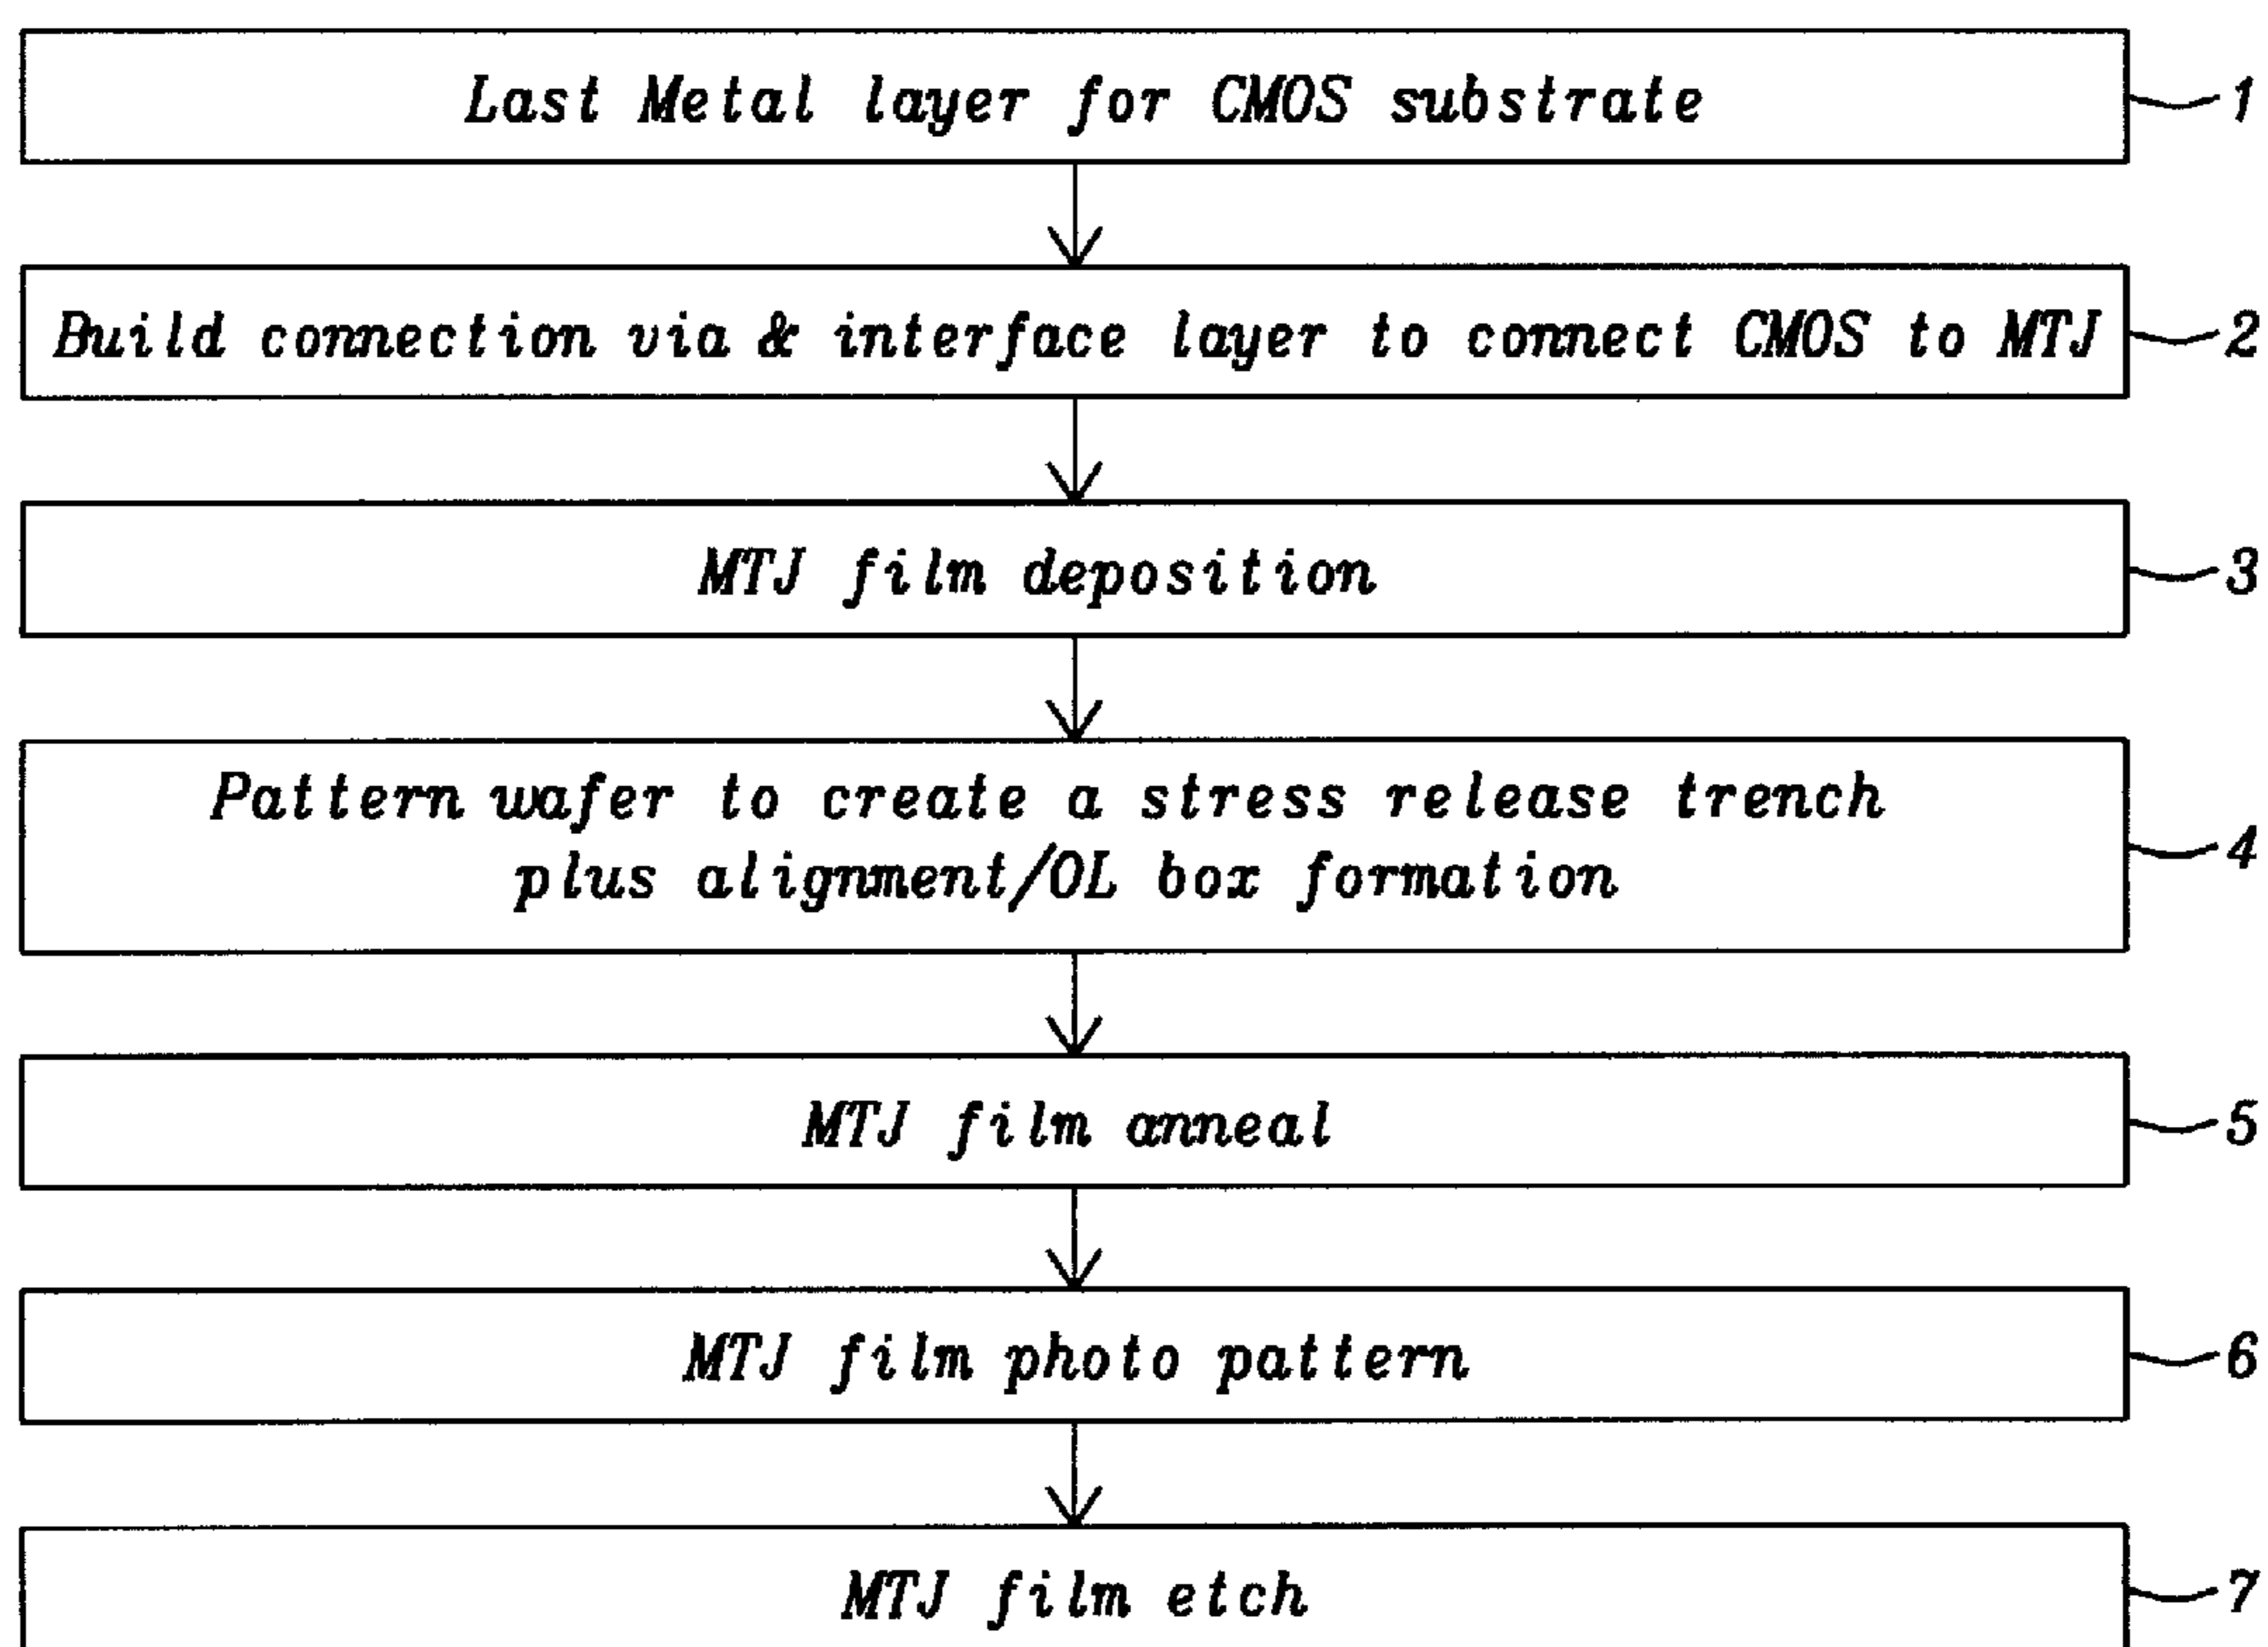 Last Metal layer for CMOS substrate 1
Build connection via & interface layer to connect CMOS to MTJ 2
MTJ film deposition 3
Pattern wafer to create a stress release trench
plus alignment/OL box formation 4
MTJ film anneal 5
MTJ film photo pattern 6
MTJ film etch 7